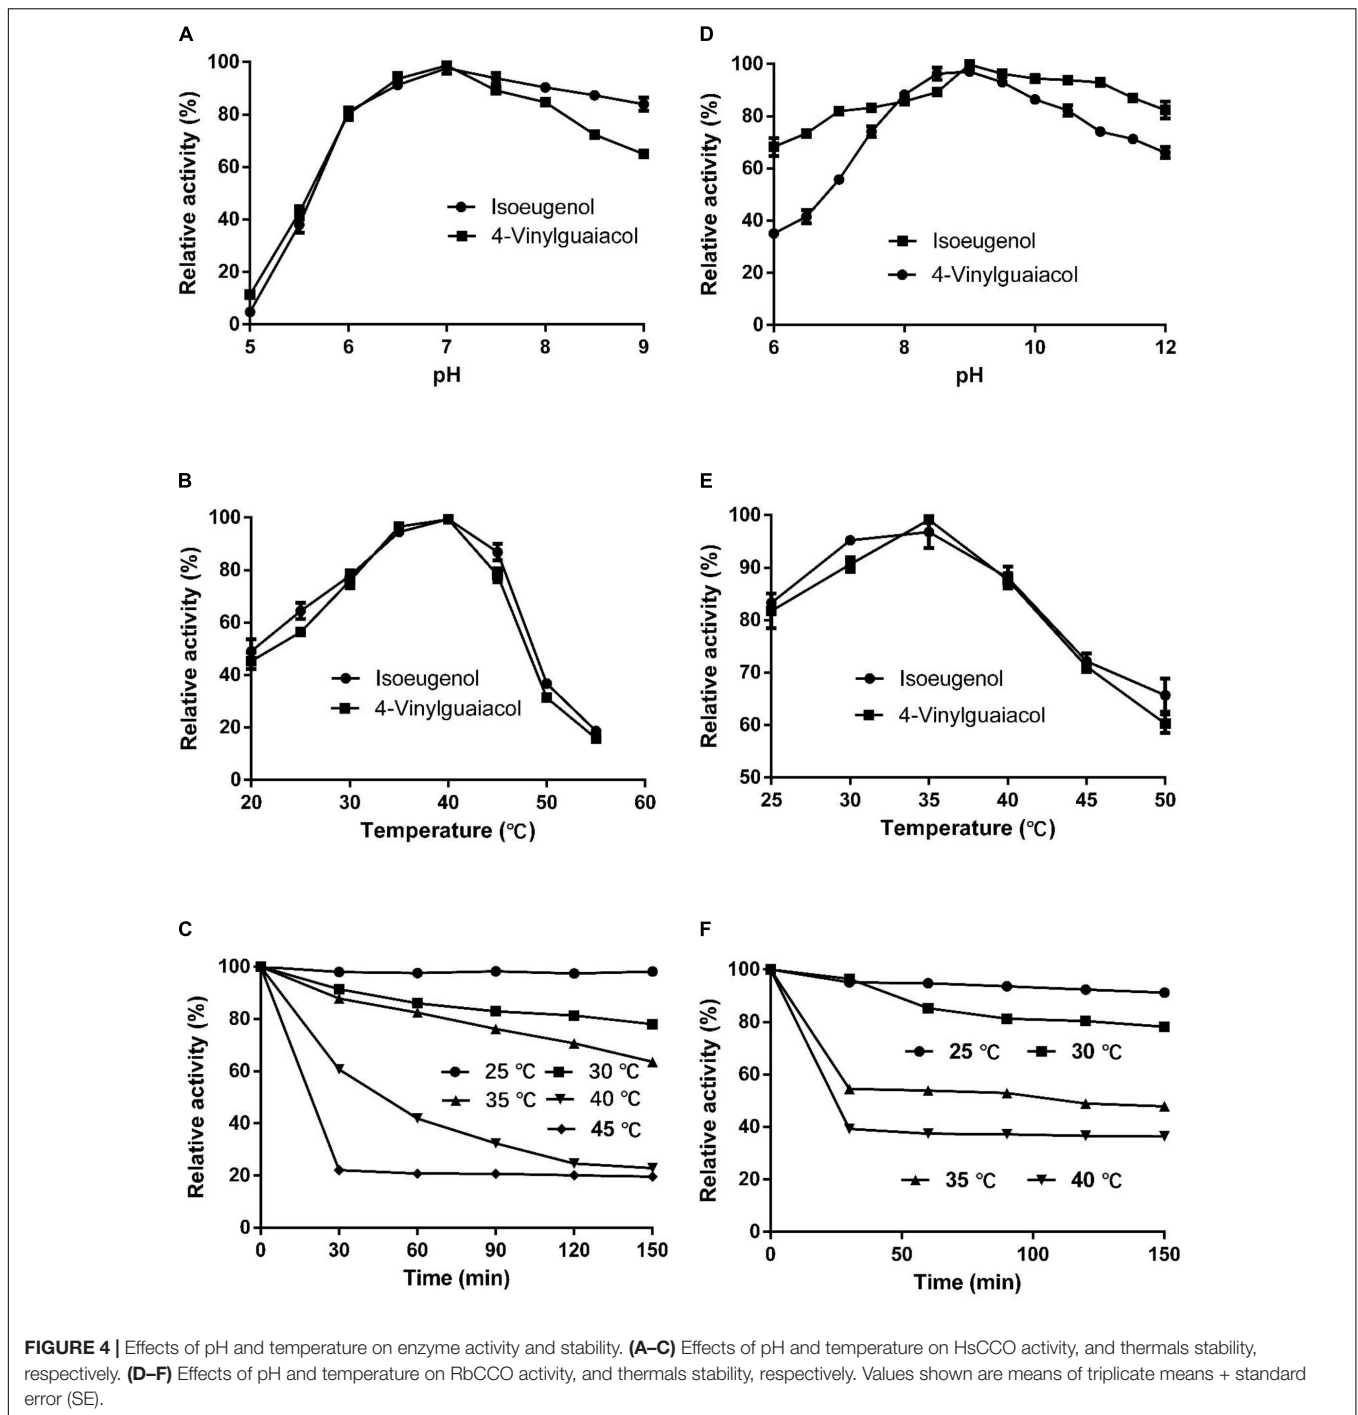 A
Relative activity (%)
100
80
60
40
20
0
5
6
7
8
9
pH
Isoeugenol
4-Vinylguaiacol
D
Relative activity (%)
100
80
60
40
20
0
6
8
10
12
pH
Isoeugenol
4-Vinylguaiacol
B
Relative activity (%)
100
80
60
40
20
0
20
30
40
50
60
Temperature (℃)
Isoeugenol
4-Vinylguaiacol
E
Relative activity (%)
100
90
80
70
60
50
25
30
35
40
45
50
Temperature (℃)
Isoeugenol
4-Vinylguaiacol
C
Relative activity (%)
100
80
60
40
20
0
0
30
60
90
120
150
Time (min)
25 ℃ 30 ℃
35 ℃ 40 ℃
45 ℃
F
Relative activity (%)
100
80
60
40
20
0
0
50
100
150
Time (min)
25 ℃ 30 ℃
35 ℃ 40 ℃
FIGURE 4 | Effects of pH and temperature on enzyme activity and stability. (A–C) Effects of pH and temperature on HsCCO activity, and thermals stability,
respectively. (D–F) Effects of pH and temperature on RbCCO activity, and thermals stability, respectively. Values shown are means of triplicate means + standard
error (SE).